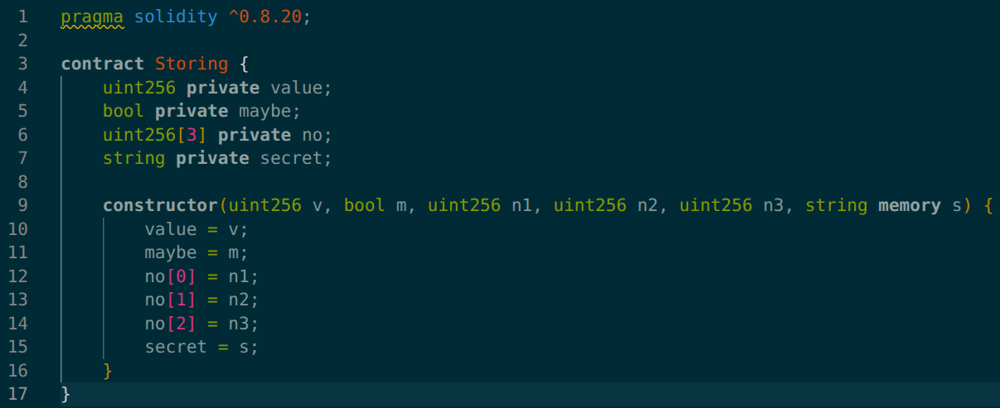 1 pragma solidity ^0.8.20;
2
3 contract Storing {
4     uint256 private value;
5     bool private maybe;
6     uint256[3] private no;
7     string private secret;
8
9     constructor(uint256 v, bool m, uint256 n1, uint256 n2, uint256 n3, string memory s) {
10         value = v;
11         maybe = m;
12         no[0] = n1;
13         no[1] = n2;
14         no[2] = n3;
15         secret = s;
16     }
17 }